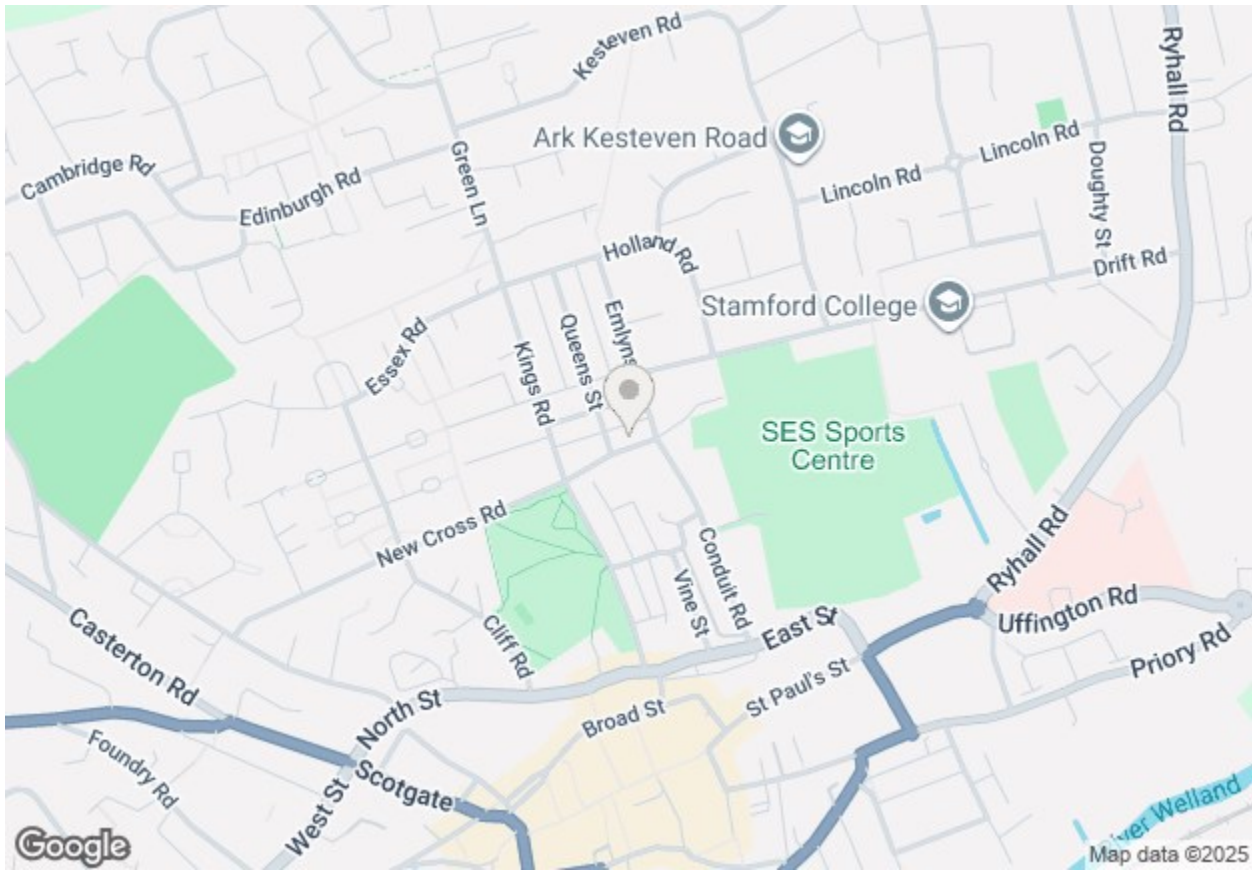 Kesteven Rd
Ryhall Rd
Ark Kesteven Road
Lincoln Rd
Cambridge Rd
Green Ln
Lincoln Rd
Doughty St
Edinburgh Rd
Holland Rd
Drift Rd
Stamford College
Emlyns
Queens St
Essex Rd
Kings Rd
SES Sports
Centre
New Cross Rd
Conduit Rd
Ryhall Rd
Vine St
Uffington Rd
Cliff Rd
East St
Casterton Rd
Priory Rd
St Paul's St
North St
Broad St
Foundry Rd
Scotgate
West St
River Welland
Google
Map data ©2025